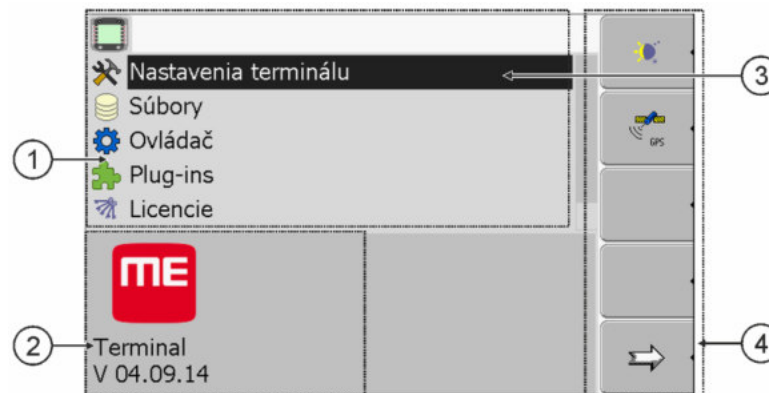 Nastavenia terminálu
Súbory
Ovládač
Plug-ins
Licencie
ME
Terminal
V 04.09.14
GPS
1
2
3
4